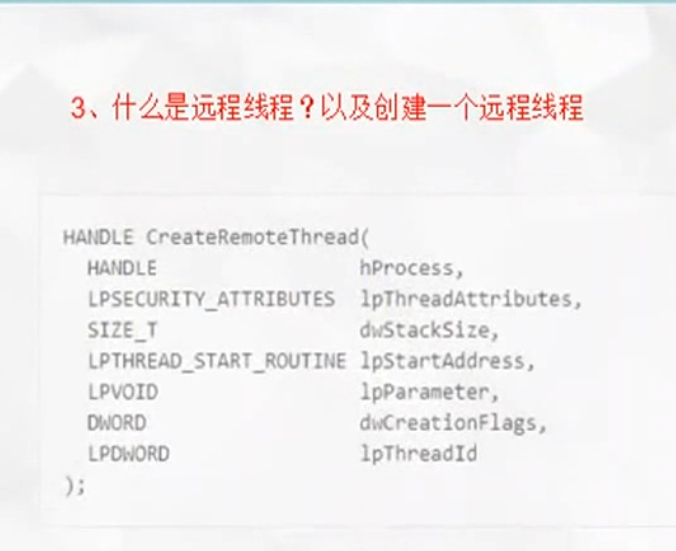 3、什么是远程线程？以及创建一个远程线程
HANDLE CreateRemoteThread(
HANDLE hProcess,
LPSECURITY_ATTRIBUTES lpThreadAttributes,
SIZE_T dwStackSize,
LPTHREAD_START_ROUTINE lpStartAddress,
LPVOID lpParameter,
DWORD dwCreationFlags,
LPDWORD lpThreadId
);